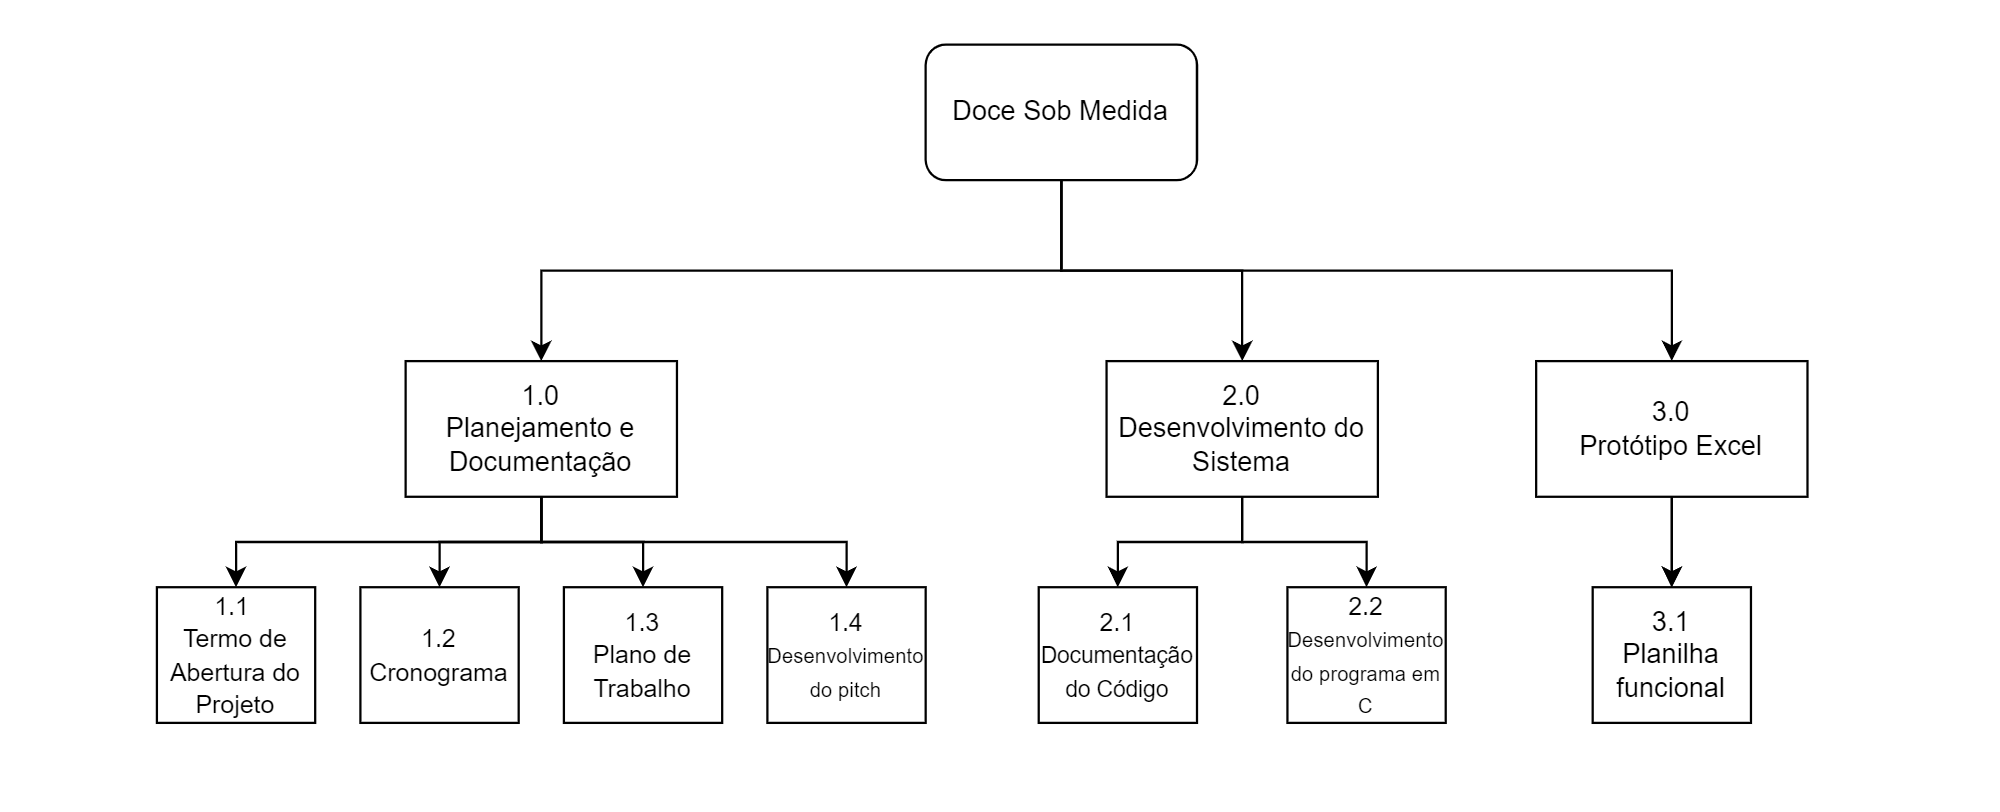 Doce Sob Medida
1.0
Planejamento e
Documentação
2.0
Desenvolvimento do
Sistema
3.0
Protótipo Excel
1.1
Termo de
Abertura do
Projeto
1.2
Cronograma
1.3
Plano de
Trabalho
1.4
Desenvolvimento
do pitch
2.1
Documentação
do Código
2.2
Desenvolvimento
do programa em
C
3.1
Planilha
funcional